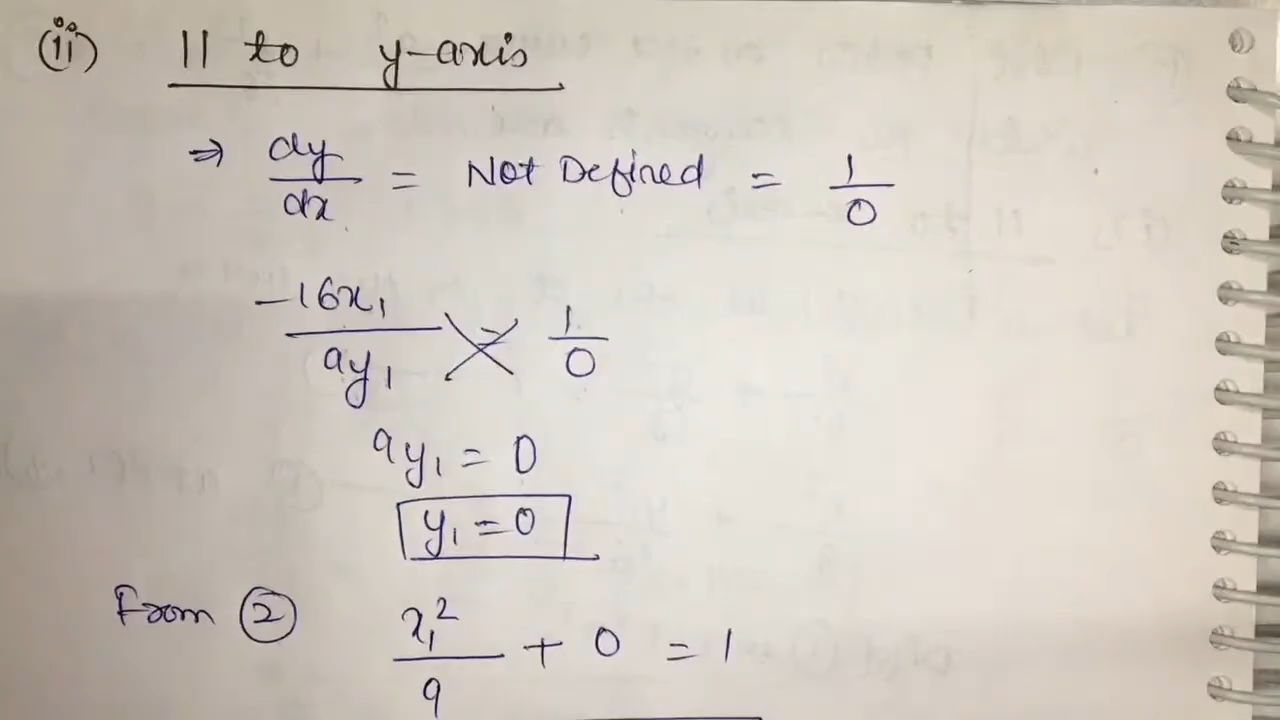 (ii) || to y-axis
⇒ dy/dx = Not Defined = 1/0
-16x₁/9y₁ = 1/0
9y₁ = 0
y₁ = 0
From ② x₁²/9 + 0 = 1